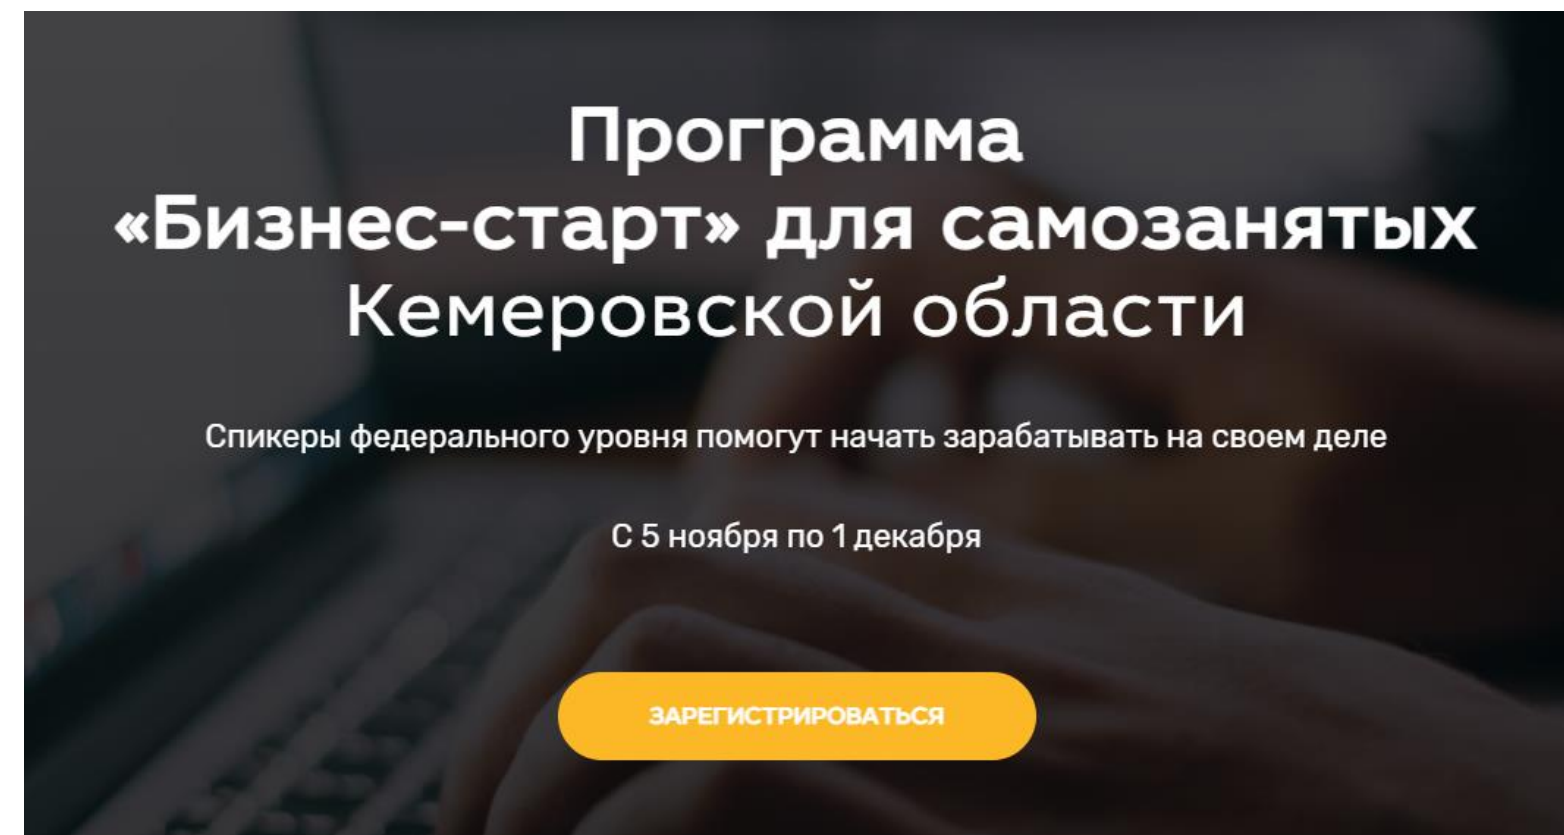 Программа
«Бизнес-старт» для самозанятых
Кемеровской области
Спикеры федерального уровня помогут начать зарабатывать на своем деле
С 5 ноября по 1 декабря
ЗАРЕГИСТРИРОВАТЬСЯ